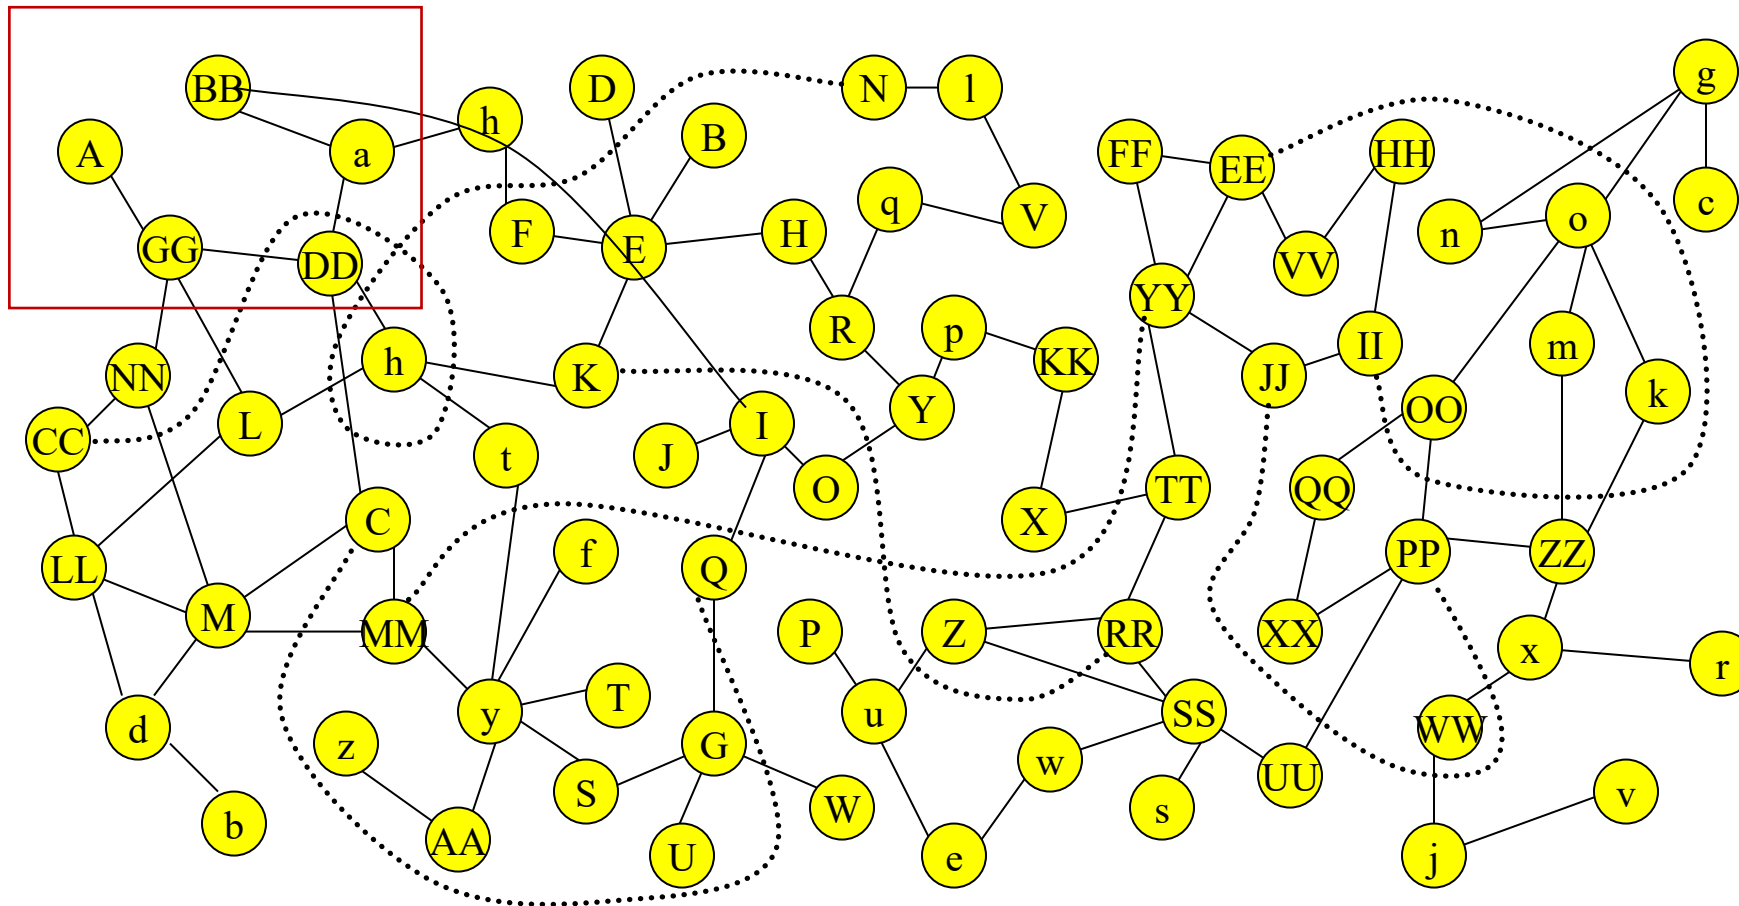 g
BB
D
N
l
h
B
A
a
FF
EE
HH
q
V
n
o
c
F
E
H
GG
DD
VV
YY
R
p
II
m
h
KK
NN
K
JJ
k
CC
L
I
Y
OO
J
t
O
TT
QQ
C
X
f
PP
ZZ
LL
Q
M
MM
P
Z
RR
XX
x
r
T
d
y
u
SS
WW
z
G
w
UU
S
W
s
v
b
AA
U
e
j